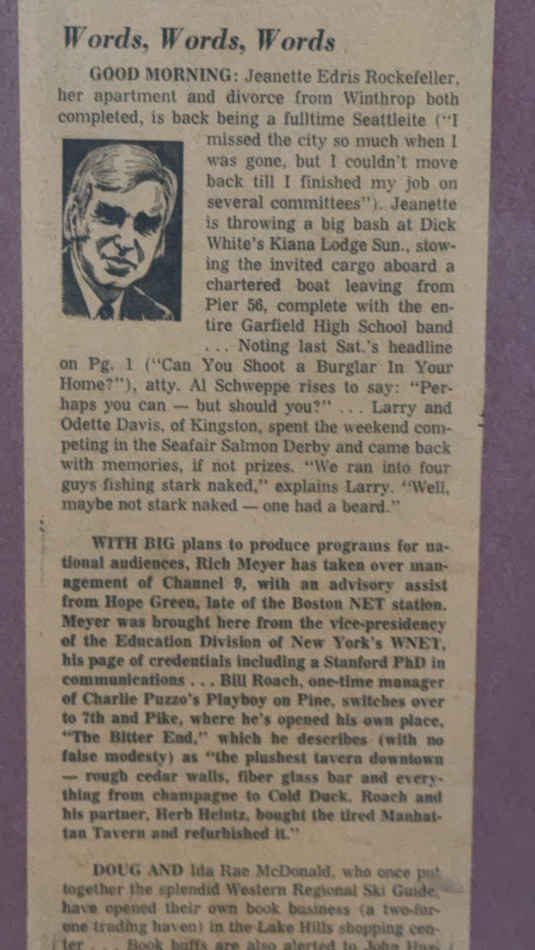 Words, Words, Words
GOOD MORNING: Jeanette Edris Rockefeller,
her apartment and divorce from Winthrop both
completed, is back being a fulltime Seattleite (“I
missed the city so much when I
was gone, but I couldn’t move
back till I finished my job on
several committees”). Jeanette
is throwing a big bash at Dick
White’s Kiana Lodge Sun., stow-
ing the invited cargo aboard a
chartered boat leaving from
Pier 56, complete with the en-
tire Garfield High School band
. . . Noting last Sat.’s headline
on Pg. 1 (“Can You Shoot a Burglar In Your
Home?”), atty. Al Schweppe rises to say: “Per-
haps you can — but should you?” . . . Larry and
Odette Davis, of Kingston, spent the weekend com-
peting in the Seafair Salmon Derby and came back
with memories, if not prizes. “We ran into four
guys fishing stark naked,” explains Larry. “Well,
maybe not stark naked — one had a beard.”
WITH BIG plans to produce programs for na-
tional audiences, Rich Meyer has taken over man-
agement of Channel 9, with an advisory assist
from Hope Green, late of the Boston NET station.
Meyer was brought here from the vice-presidency
of the Education Division of New York’s WNET,
his page of credentials including a Stanford PhD in
communications . . . Bill Roach, one-time manager
of Charlie Puzzo’s Playboy on Pine, switches over
to 7th and Pike, where he’s opened his own place,
“The Bitter End,” which he describes (with no
false modesty) as “the plushest tavern downtown
— rough cedar walls, fiber glass bar and every-
thing from champagne to Cold Duck. Roach and
his partner, Herb Heintz, bought the tired Manhat-
tan Tavern and refurbished it.”
DOUG AND Ida Rae McDonald, who once put
together the splendid Western Regional Ski Guide,
have opened their own book business (a two-for-
one trading haven) in the Lake Hills shopping cen-
ter . . . Book buffs are also alerted to John